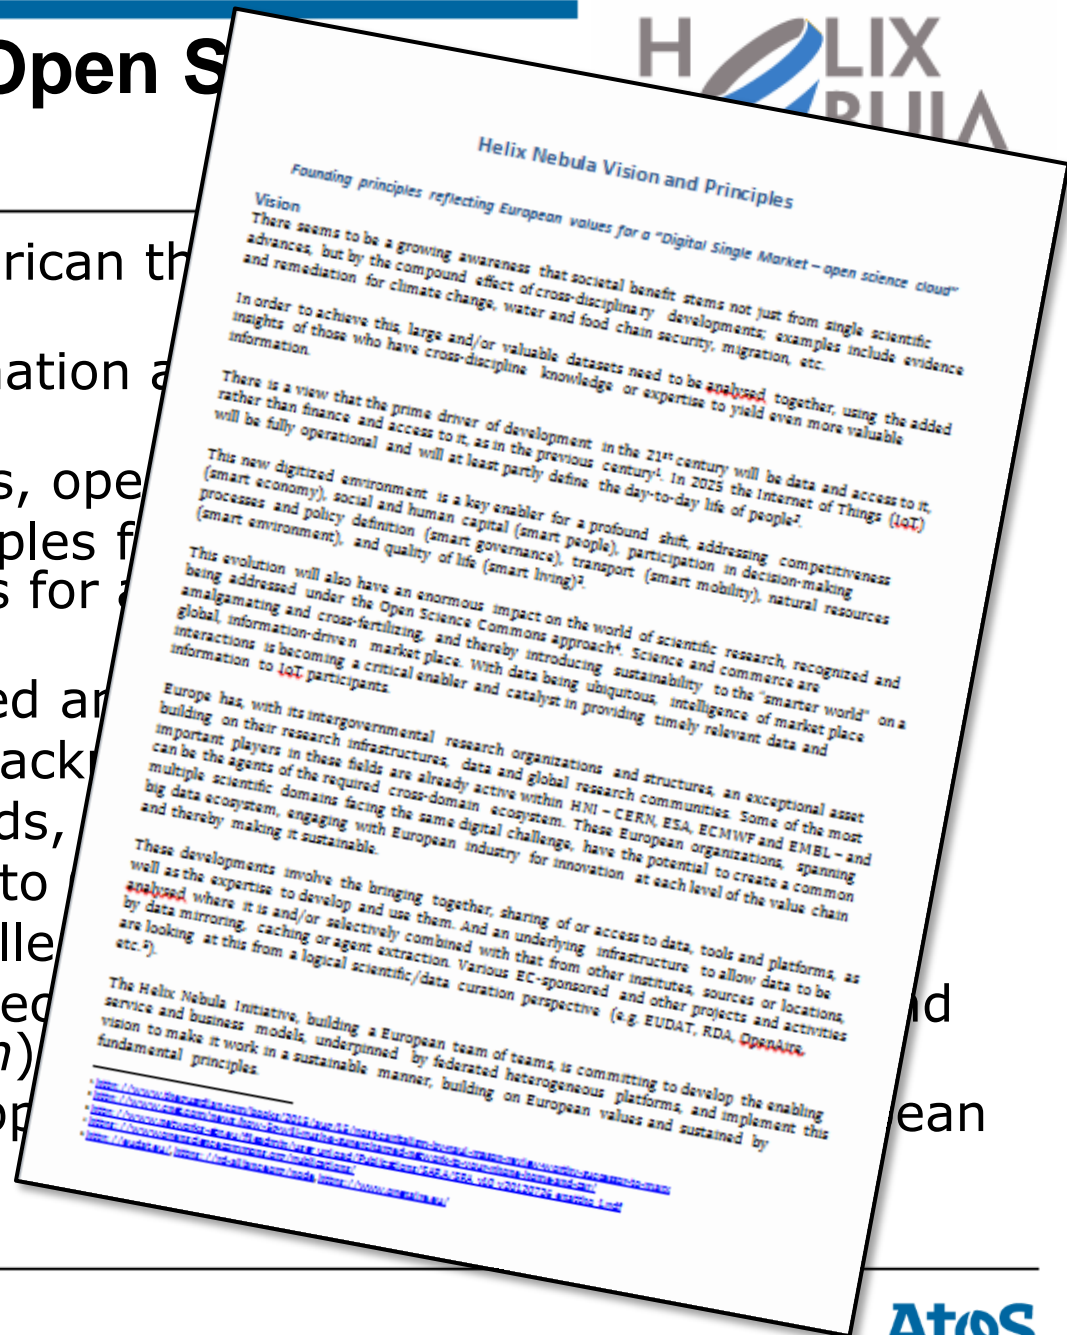 Open S
H LIX
rican th
nation a
s, ope
ples f
s for a
ed an
ackn
ds,
to
lle
ec
nd
n)
op
ean
Helix Nebula Vision and Principles
Founding principles reflecting European values for a "Digital Single Market – open science cloud"
Vision
There seems to be a growing awareness that societal benefit stems not just from single scientific
advances, but by the compound effect of cross-disciplinary developments; examples include evidence
and remediation for climate change, water and food chain security, migration, etc.
In order to achieve this, large and/or valuable datasets need to be analysed together, using the added
insights of those who have cross-discipline knowledge or expertise to yield even more valuable
information.
There is a view that the prime driver of development in the 21st century will be data and access to it,
rather than finance and access to it, as in the previous century¹. In 2025 the Internet of Things (IoT)
will be fully operational and will at least partly define the day-to-day life of people².
This new digitized environment is a key enabler for a profound shift, addressing competitiveness
(smart economy), social and human capital (smart people), participation in decision-making
processes and policy definition (smart governance), transport (smart mobility), natural resources
(smart environment), and quality of life (smart living)³.
This evolution will also have an enormous impact on the world of scientific research, recognized and
being addressed under the Open Science Commons approach⁴. Science and commerce are
amalgamating and cross-fertilizing, and thereby introducing sustainability to the "smarter world" on a
global, information-driven market place. With data being ubiquitous, intelligence of market place
interactions is becoming a critical enabler and catalyst in providing timely relevant data and
information to IoT participants.
Europe has, with its intergovernmental research organizations and structures, an exceptional asset
building on their research infrastructures, data and global research communities. Some of the most
important players in these fields are already active within HNI – CERN, ESA, ECMWF and EMBL – and
can be the agents of the required cross-domain ecosystem. These European organizations, spanning
multiple scientific domains facing the same digital challenge, have the potential to create a common
big data ecosystem, engaging with European industry for innovation at each level of the value chain
and thereby making it sustainable.
These developments involve the bringing together, sharing of or access to data, tools and platforms, as
well as the expertise to develop and use them. And an underlying infrastructure to allow data to be
analysed where it is and/or selectively combined with that from other institutes, sources or locations,
by data mirroring, caching or agent extraction. Various EC-sponsored and other projects and activities
are looking at this from a logical scientific/data curation perspective (e.g. EUDAT, RDA, OpenAire,
etc.⁵).
The Helix Nebula Initiative, building a European team of teams, is committing to develop the enabling
service and business models, underpinned by federated heterogeneous platforms, and implement this
vision to make it work in a sustainable manner, building on European values and sustained by
fundamental principles.
Atos